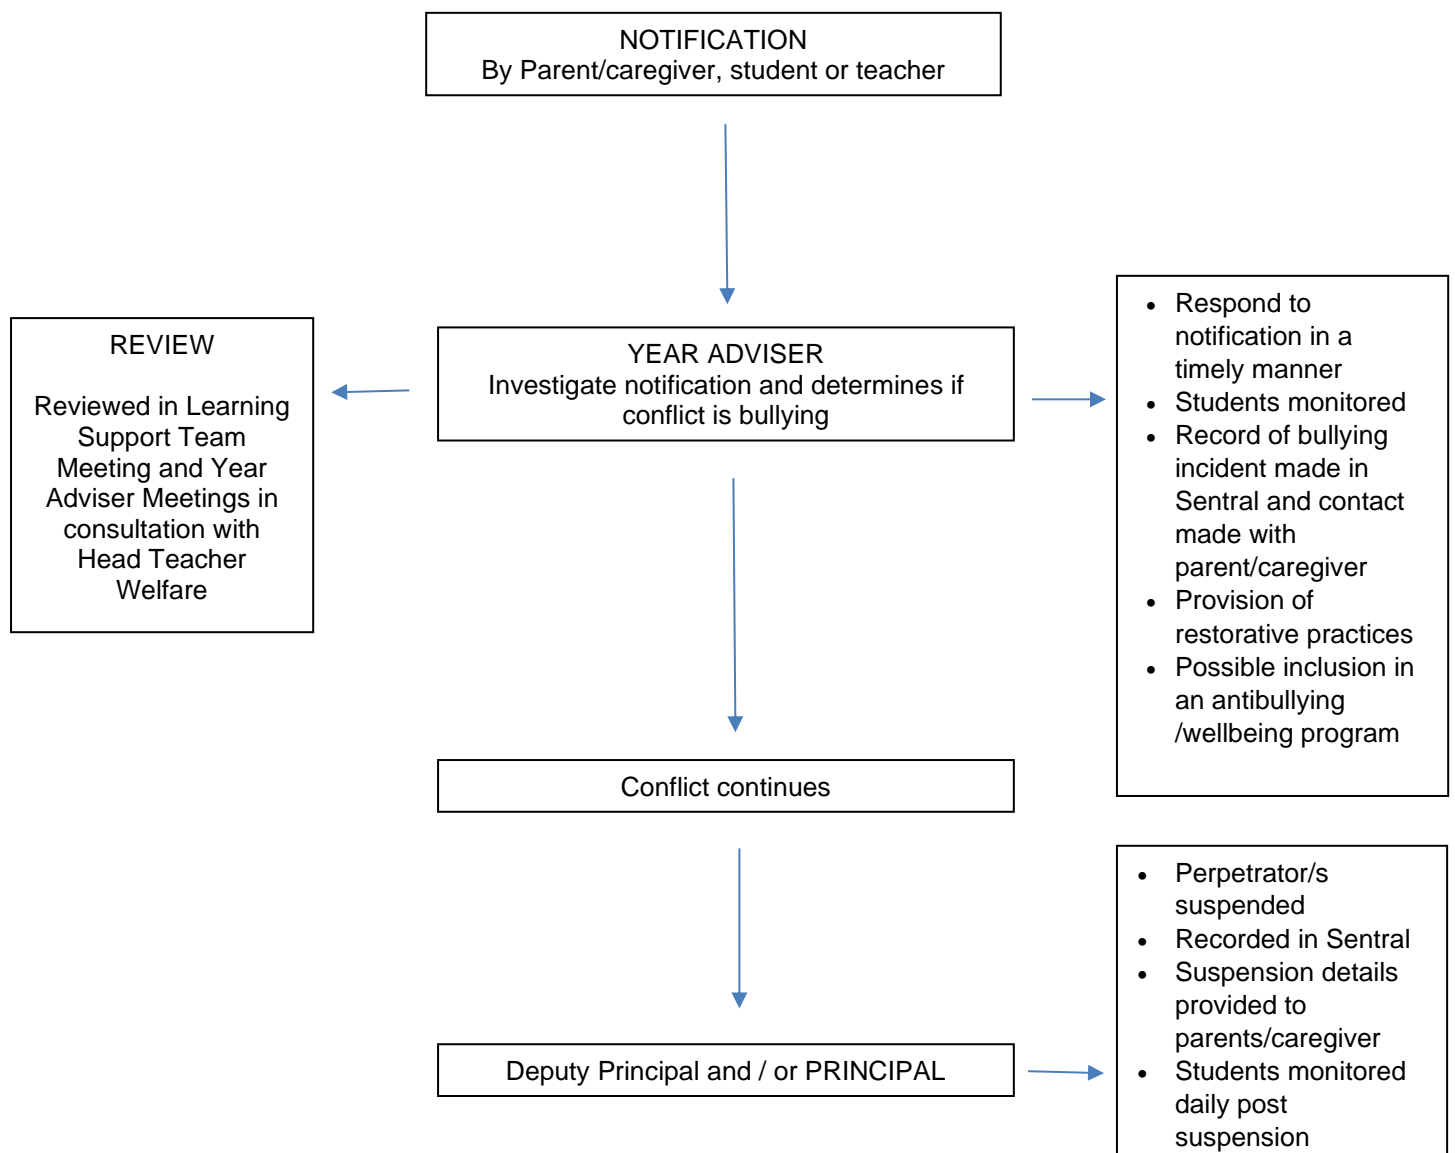 NOTIFICATION
By Parent/caregiver, student or teacher
REVIEW
Reviewed in Learning
Support Team
Meeting and Year
Adviser Meetings in
consultation with
Head Teacher
Welfare
YEAR ADVISER
Investigate notification and determines if
conflict is bullying
• Respond to
notification in a
timely manner
• Students monitored
• Record of bullying
incident made in
Sentral and contact
made with
parent/caregiver
• Provision of
restorative practices
• Possible inclusion in
an antibullying
/wellbeing program
Conflict continues
Deputy Principal and / or PRINCIPAL
• Perpetrator/s
suspended
• Recorded in Sentral
• Suspension details
provided to
parents/caregiver
• Students monitored
daily post
suspension